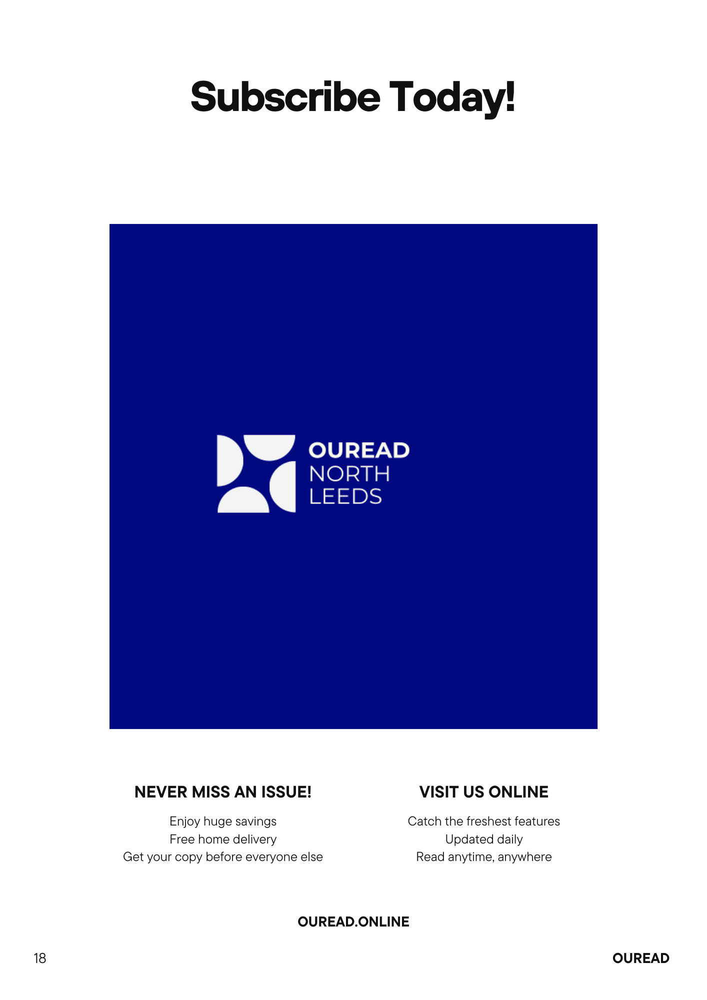 Subscribe Today!
OUREAD
NORTH
LEEDS
NEVER MISS AN ISSUE!
Enjoy huge savings
Free home delivery
Get your copy before everyone else
VISIT US ONLINE
Catch the freshest features
Updated daily
Read anytime, anywhere
OUREAD.ONLINE
18
OUREAD